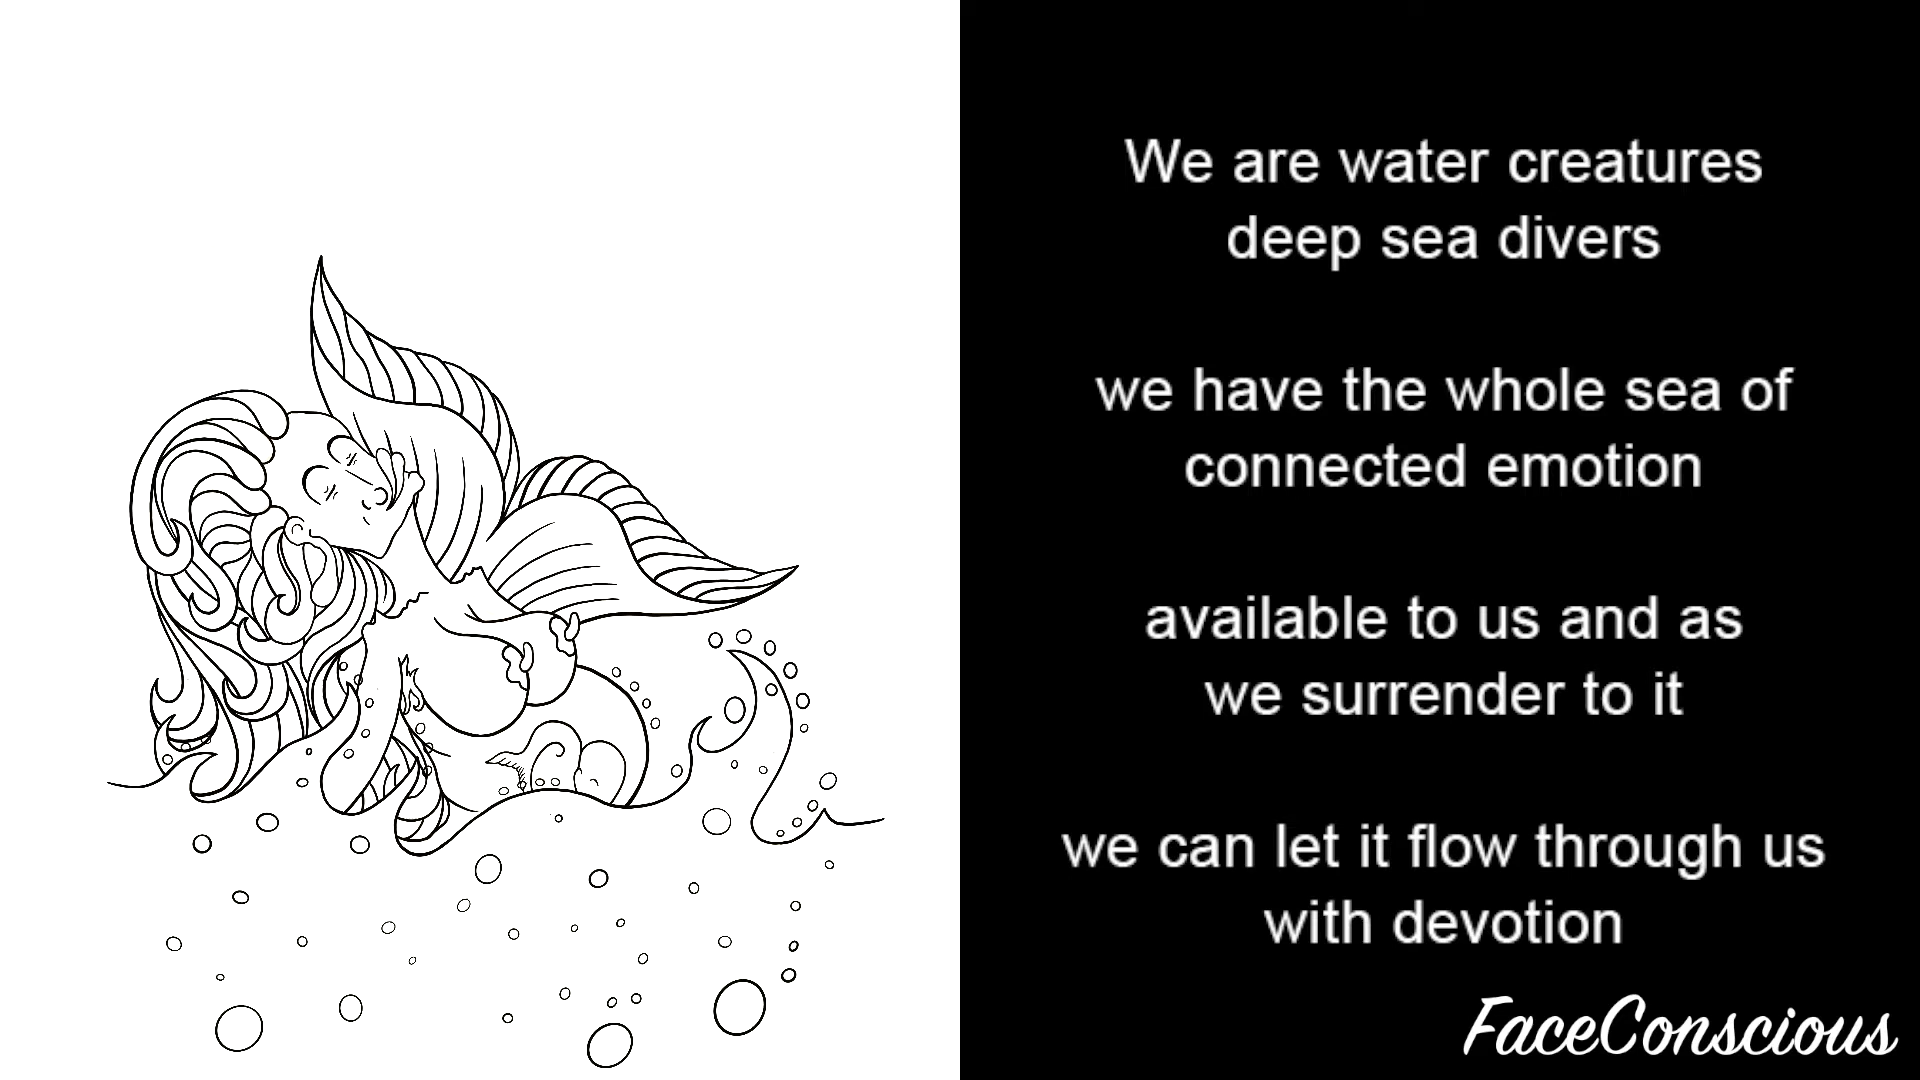 We are water creatures
deep sea divers
we have the whole sea of
connected emotion
available to us and as
we surrender to it
we can let it flow through us
with devotion
FaceConscious